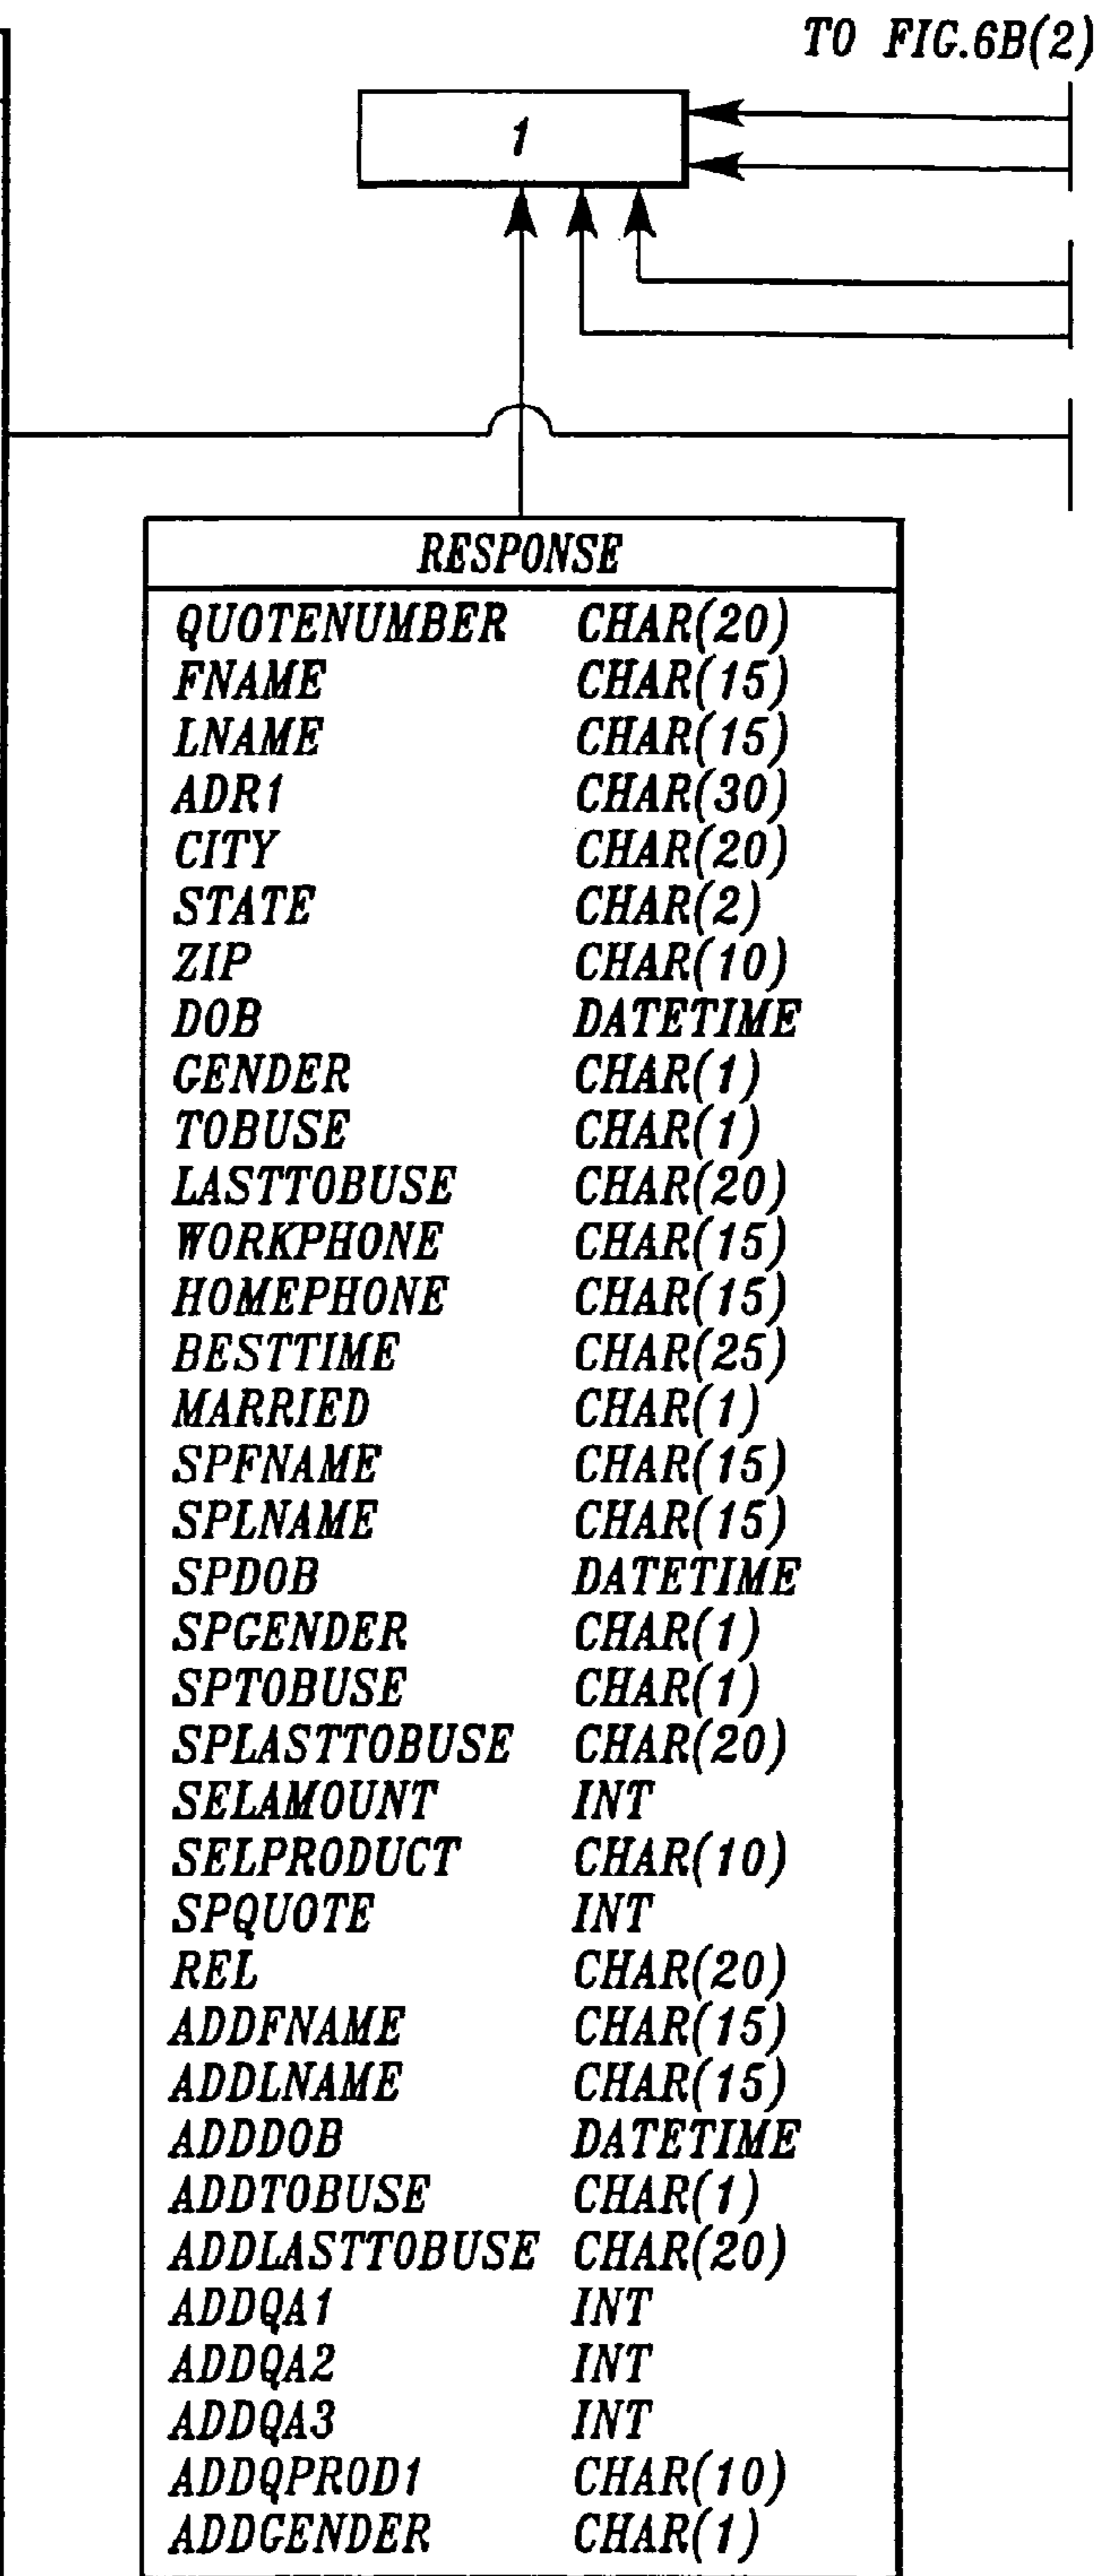 TO FIG.6B(2)
1
RESPONSE
QUOTENUMBER CHAR(20)
FNAME CHAR(15)
LNAME CHAR(15)
ADR1 CHAR(30)
CITY CHAR(20)
STATE CHAR(2)
ZIP CHAR(10)
DOB DATETIME
GENDER CHAR(1)
TOBUSE CHAR(1)
LASTTOBUSE CHAR(20)
WORKPHONE CHAR(15)
HOMEPHONE CHAR(15)
BESTTIME CHAR(25)
MARRIED CHAR(1)
SPFNAME CHAR(15)
SPLNAME CHAR(15)
SPDOB DATETIME
SPGENDER CHAR(1)
SPTOBUSE CHAR(1)
SPLASTTOBUSE CHAR(20)
SELAMOUNT INT
SELPRODUCT CHAR(10)
SPQUOTE INT
REL CHAR(20)
ADDFNAME CHAR(15)
ADDLNAME CHAR(15)
ADDDOB DATETIME
ADDTOBUSE CHAR(1)
ADDLASTTOBUSE CHAR(20)
ADDQA1 INT
ADDQA2 INT
ADDQA3 INT
ADDQPROD1 CHAR(10)
ADDGENDER CHAR(1)